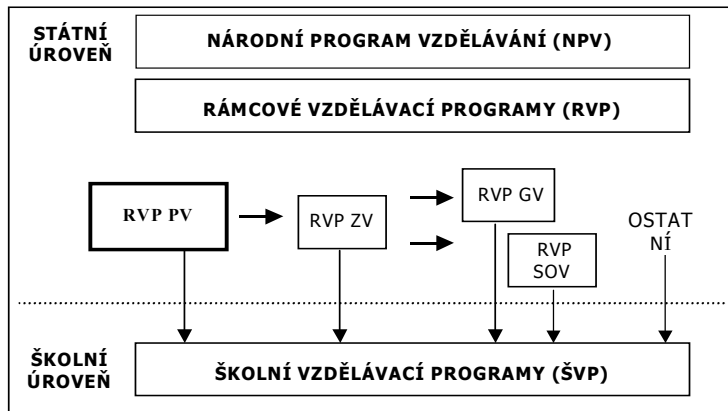 STÁTNÍ
ÚROVEŇ
NÁRODNÍ PROGRAM VZDĚLÁVÁNÍ (NPV)
RÁMCOVÉ VZDĚLÁVACÍ PROGRAMY (RVP)
RVP PV
RVP ZV
RVP GV
RVP
SOV
OSTAT
NÍ
ŠKOLNÍ
ÚROVEŇ
ŠKOLNÍ VZDĚLÁVACÍ PROGRAMY (ŠVP)